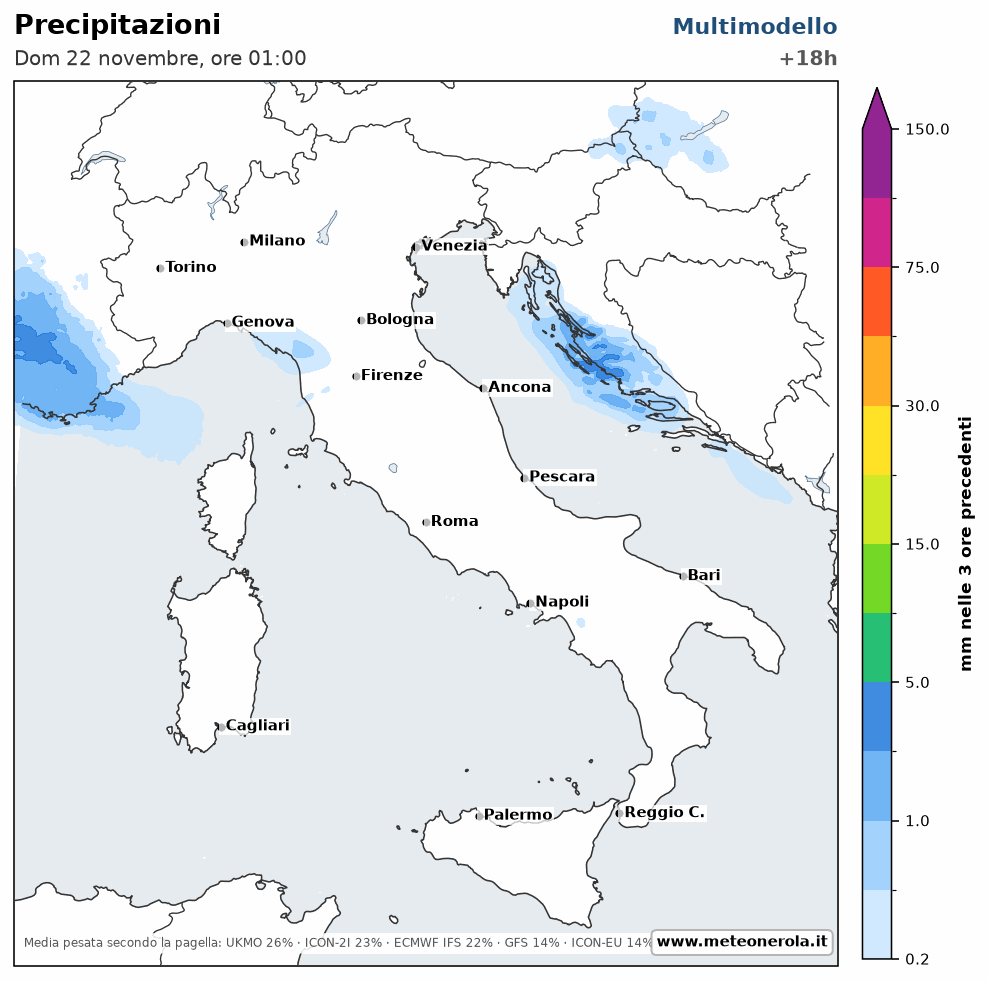 Precipitazioni
Multimodello
Dom 22 novembre, ore 01:00
+18h
150.0
75.0
30.0
15.0
5.0
1.0
0.2
mm nelle 3 ore precedenti
Milano
Venezia
Torino
Genova
Bologna
Firenze
Ancona
Pescara
Roma
Bari
Napoli
Cagliari
Palermo
Reggio C.
Media pesata secondo la pagella: UKMO 26% · ICON-2I 23% · ECMWF IFS 22% · GFS 14% · ICON-EU 14%
www.meteonerola.it